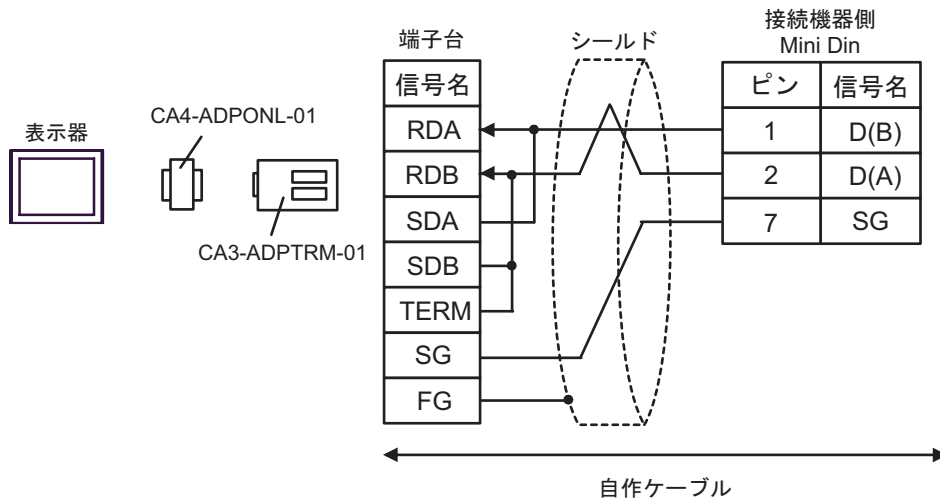 表示器
CA4-ADPONL-01
CA3-ADPTRM-01
端子台
信号名
RDA
RDB
SDA
SDB
TERM
SG
FG
シールド
接続機器側
Mini Din
ピン 信号名
1 D(B)
2 D(A)
7 SG
自作ケーブル